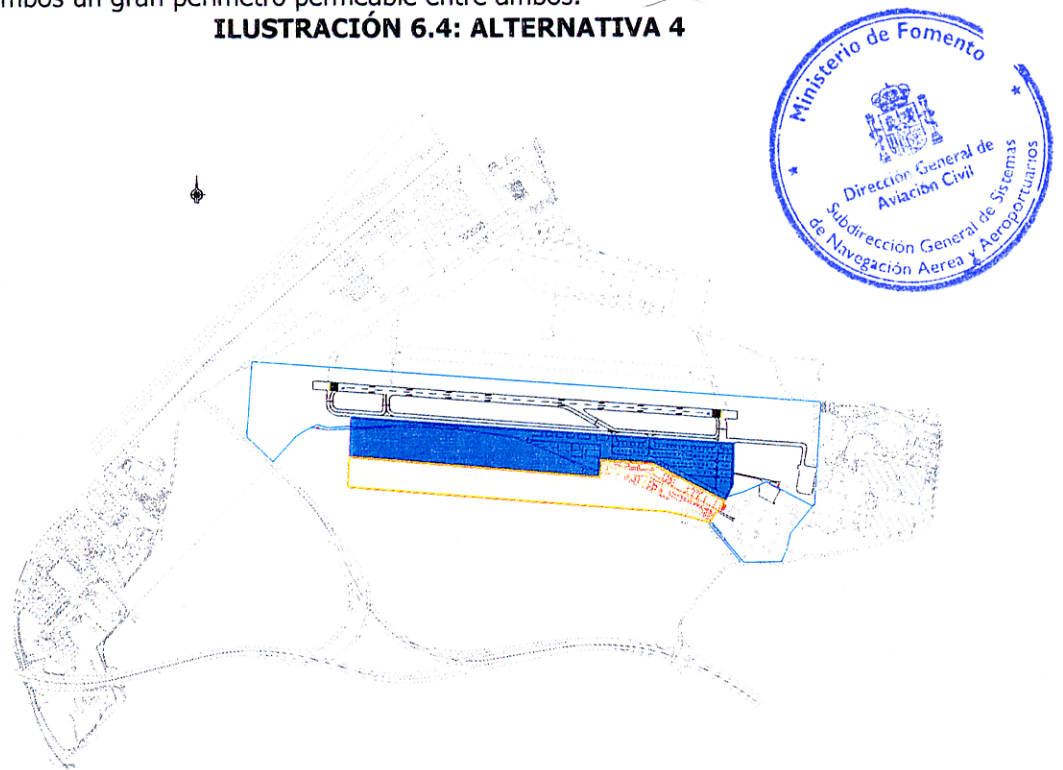 mbos un gran perímetro permeable entre ambos.
ILUSTRACIÓN 6.4: ALTERNATIVA 4
Ministerio de Fomento
Dirección General de
Aviación Civil
Subdirección General de Sistemas
de Navegación Aerea y Aeroportuarios